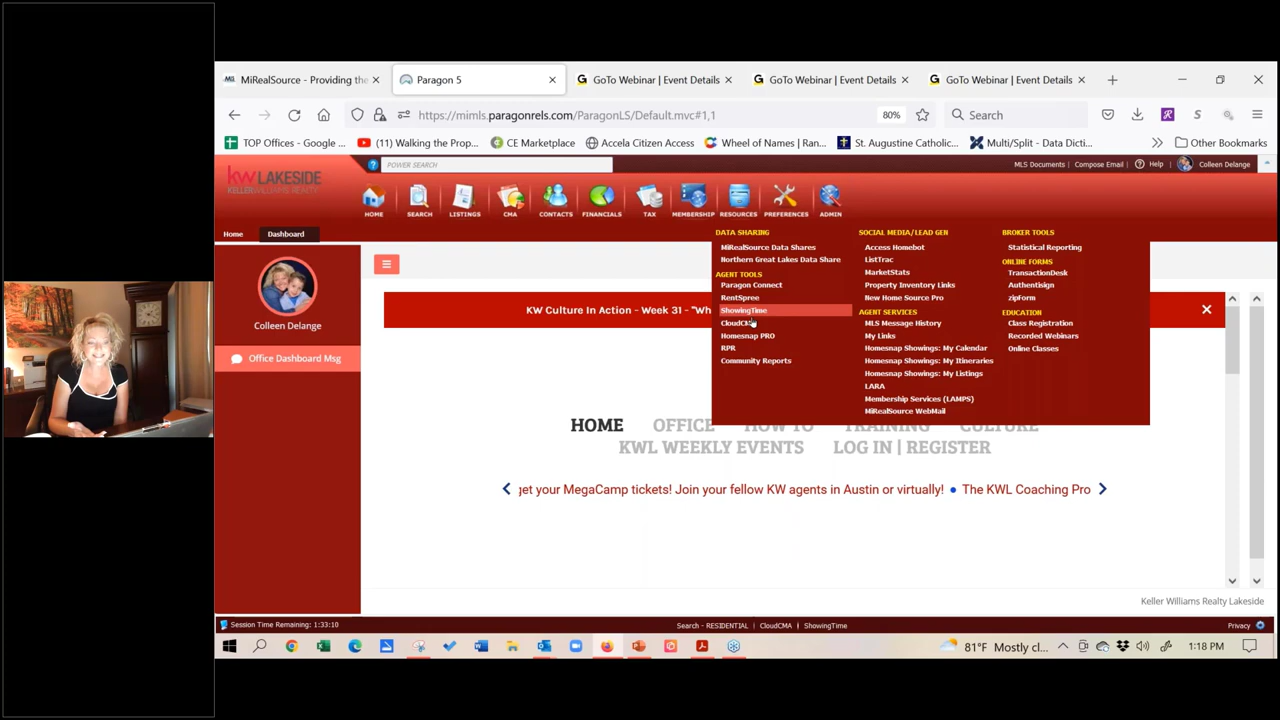 MiRealSource - Providing the
Paragon 5
GoTo Webinar | Event Details
GoTo Webinar | Event Details
GoTo Webinar | Event Details
https://mimls.paragonrels.com/ParagonLS/Default.mvc#1,1
80%
Search
TOP Offices - Google ...
(11) Walking the Prop...
CE Marketplace
Accela Citizen Access
Wheel of Names | Ran...
St. Augustine Catholic...
Multi/Split - Data Dicti...
Other Bookmarks
kw LAKESIDE
KELLERWILLIAMS REALTY
POWER SEARCH
MLS Documents
Compose Email
Help
Colleen Delange
HOME
SEARCH
LISTINGS
CMA
CONTACTS
FINANCIALS
TAX
MEMBERSHIP
RESOURCES
PREFERENCES
ADMIN
Home
Dashboard
DATA SHARING
MiRealSource Data Shares
Northern Great Lakes Data Share
AGENT TOOLS
Paragon Connect
RentSpree
ShowingTime
Homesnap PRO
RPR
Community Reports
SOCIAL MEDIA/LEAD GEN
Access Homebot
ListTrac
MarketStats
Property Inventory Links
New Home Source Pro
AGENT SERVICES
MLS Message History
My Links
Homesnap Showings: My Calendar
Homesnap Showings: My Itineraries
Homesnap Showings: My Listings
LARA
Membership Services (LAMPS)
MiRealSource WebMail
BROKER TOOLS
Statistical Reporting
ONLINE FORMS
TransactionDesk
Authentisign
zipForm
EDUCATION
Class Registration
Recorded Webinars
Online Classes
Colleen Delange
Office Dashboard Msg
KW Culture In Action - Week 31 - "Wh
HOME OFFICE HOW TO TRAINING CULTURE
KWL WEEKLY EVENTS LOG IN | REGISTER
get your MegaCamp tickets! Join your fellow KW agents in Austin or virtually! • The KWL Coaching Pro
Keller Williams Realty Lakeside
Session Time Remaining: 1:33:10
Search - RESIDENTIAL | CloudCMA | ShowingTime
Privacy
81°F Mostly cl...
1:18 PM